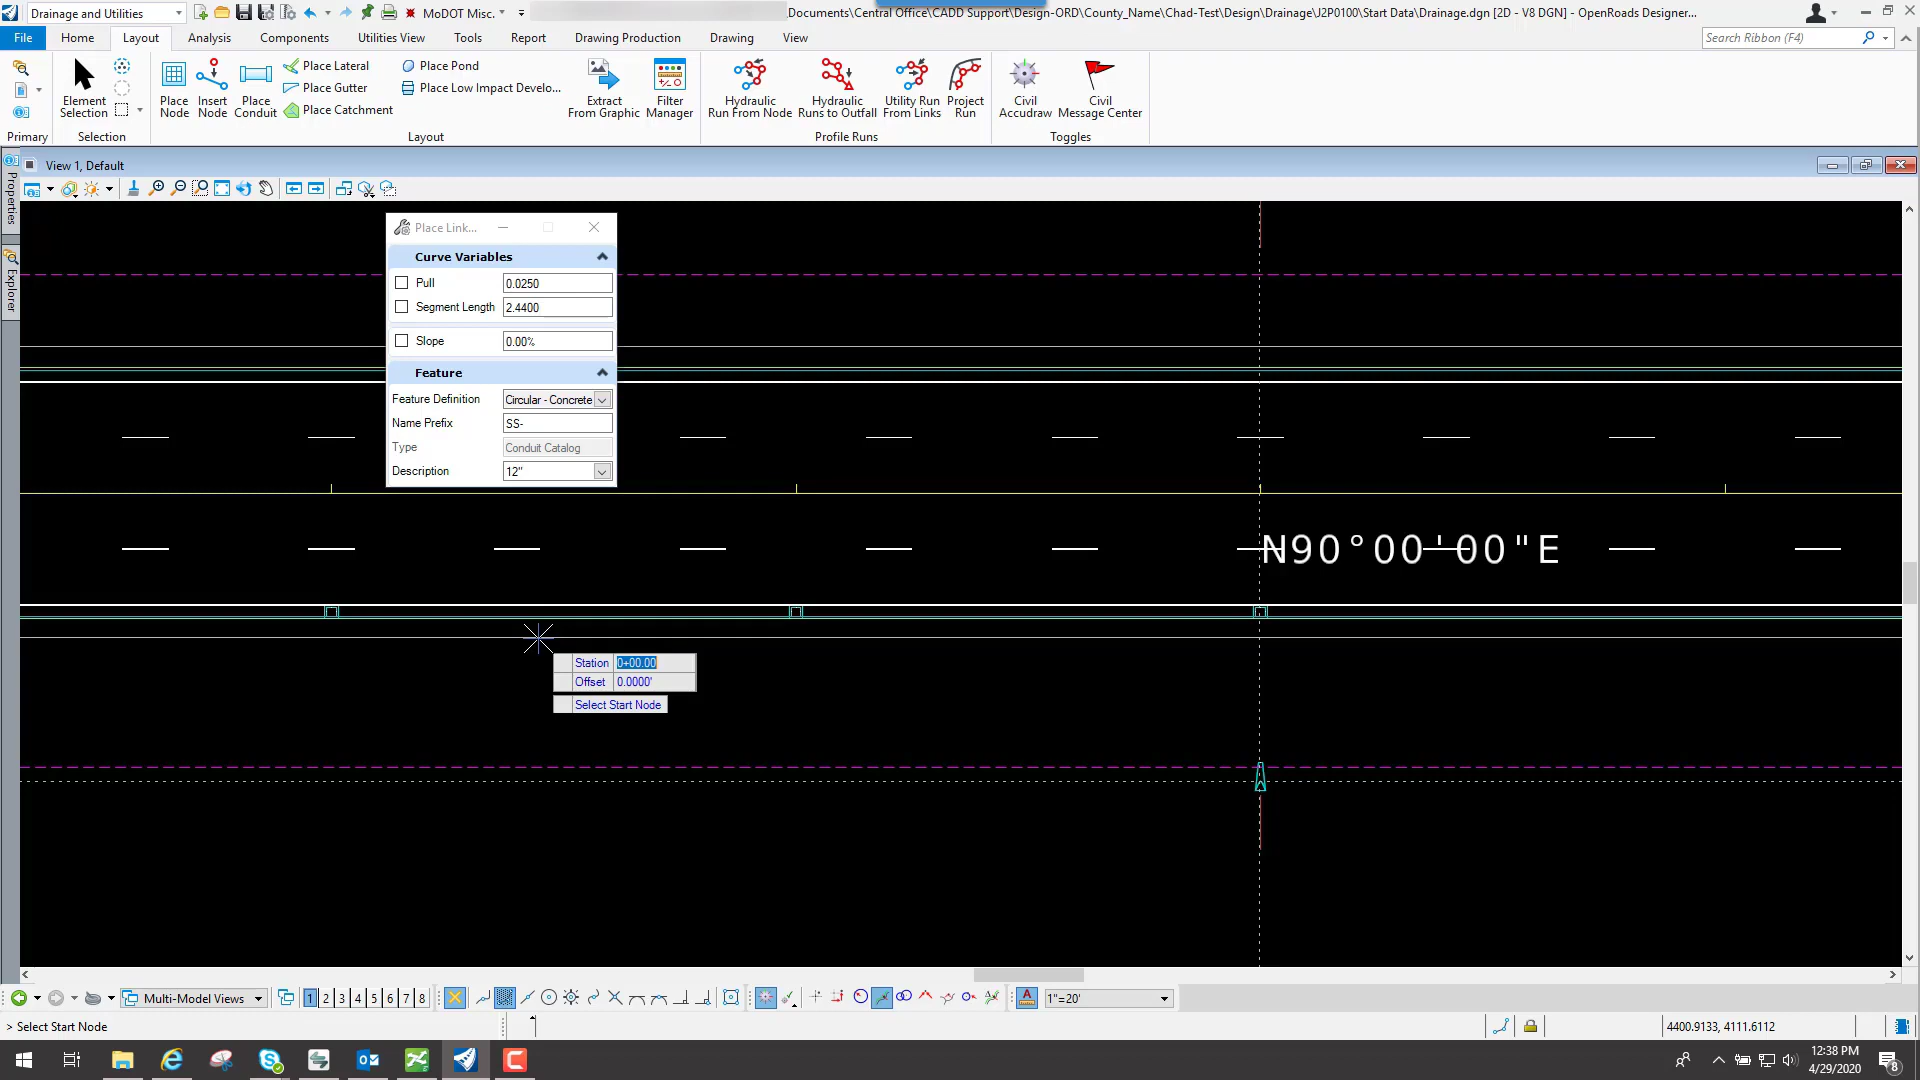 Drainage and Utilities
MoDOT Misc.
.Documents\Central Office\CADD Support\Design-ORD\County_Name\Chad-Test\Design\Drainage\J2P0100\Start Data\Drainage.dgn [2D - V8 DGN] - OpenRoads Designer...
File Home Layout Analysis Components Utilities View Tools Report Drawing Production Drawing View
Search Ribbon (F4)
Element Selection
Place Node
Insert Node
Place Conduit
Place Lateral
Place Gutter
Place Catchment
Place Pond
Place Low Impact Develo...
Extract From Graphic
Filter Manager
Hydraulic Run From Node
Hydraulic Runs to Outfall
Utility Run From Links
Project Run
Civil Accudraw
Civil Message Center
Primary Selection Layout Profile Runs Toggles
View 1, Default
Properties
Explorer
Place Link...
Curve Variables
Pull 0.0250
Segment Length 2.4400
Slope 0.00%
Feature
Feature Definition Circular - Concrete
Name Prefix SS-
Type Conduit Catalog
Description 12"
N90°00'00"E
Station 0+00.00
Offset 0.0000'
Select Start Node
Multi-Model Views 1 2 3 4 5 6 7 8
1"=20'
> Select Start Node
4400.9133, 4111.6112
12:38 PM
4/29/2020
8